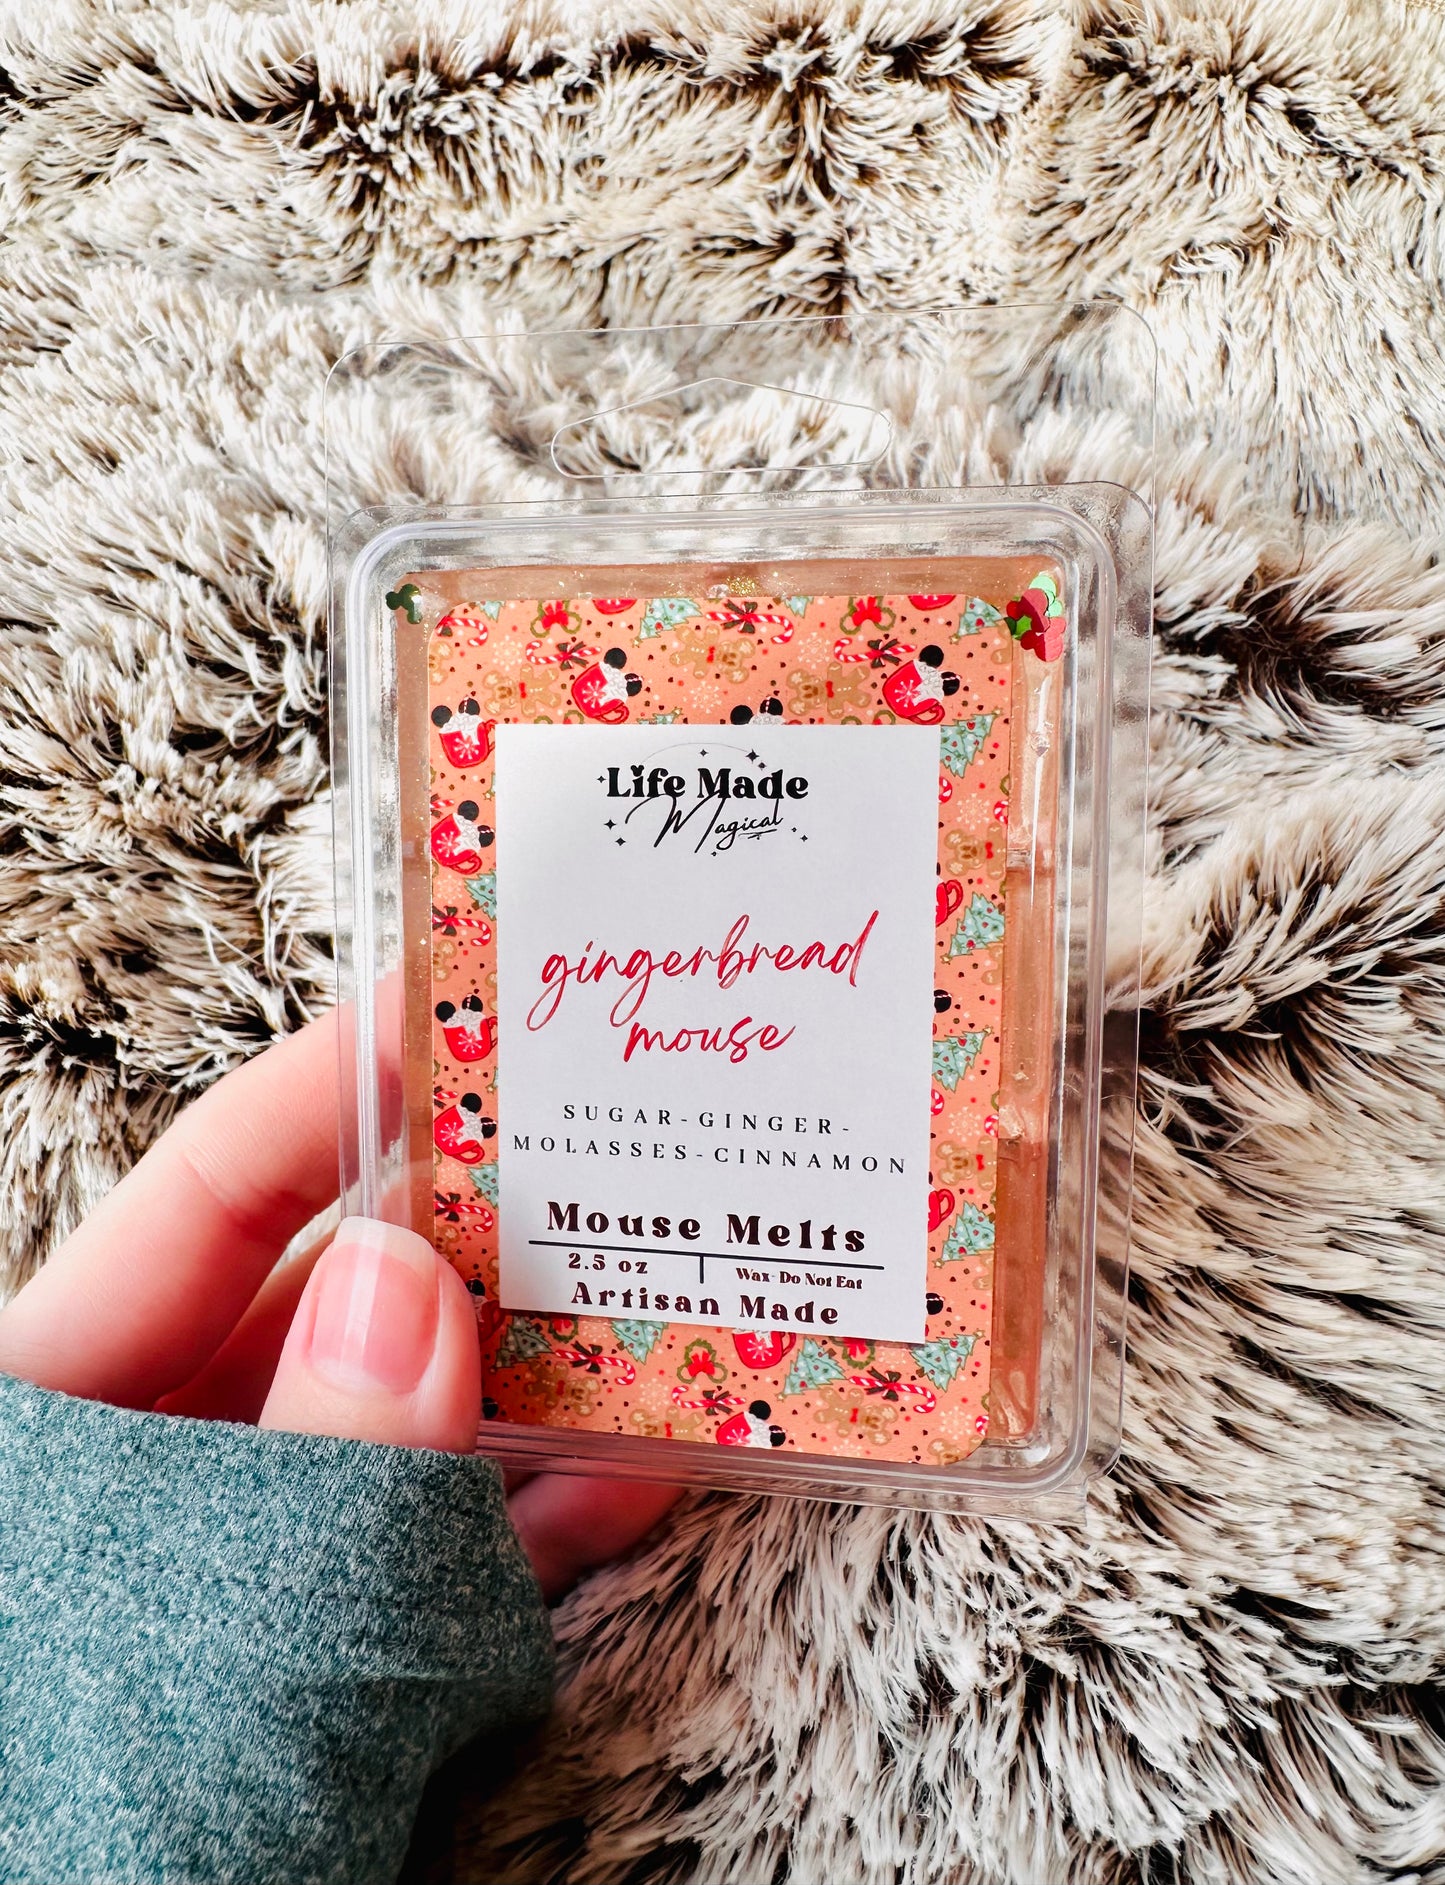 Life Made
Magical
gingerbread
mouse
SUGAR-GINGER-
MOLASSES-CINNAMON
Mouse Melts
2.5 oz
Wax- Do Not Eat
Artisan Made